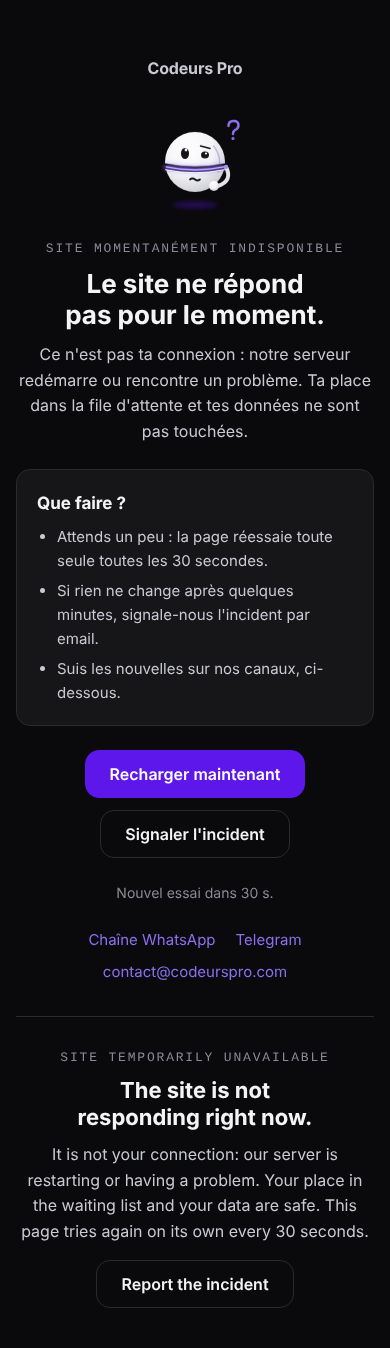 Codeurs Pro
?
SITE MOMENTANÉMENT INDISPONIBLE
Le site ne répond
pas pour le moment.
Ce n'est pas ta connexion : notre serveur
redémarre ou rencontre un problème. Ta place
dans la file d'attente et tes données ne sont
pas touchées.
Que faire ?
• Attends un peu : la page réessaie toute
seule toutes les 30 secondes.
• Si rien ne change après quelques
minutes, signale-nous l'incident par
email.
• Suis les nouvelles sur nos canaux, ci-
dessous.
Recharger maintenant
Signaler l'incident
Nouvel essai dans 30 s.
Chaîne WhatsApp Telegram
contact@codeurspro.com
SITE TEMPORARILY UNAVAILABLE
The site is not
responding right now.
It is not your connection: our server is
restarting or having a problem. Your place in
the waiting list and your data are safe. This
page tries again on its own every 30 seconds.
Report the incident